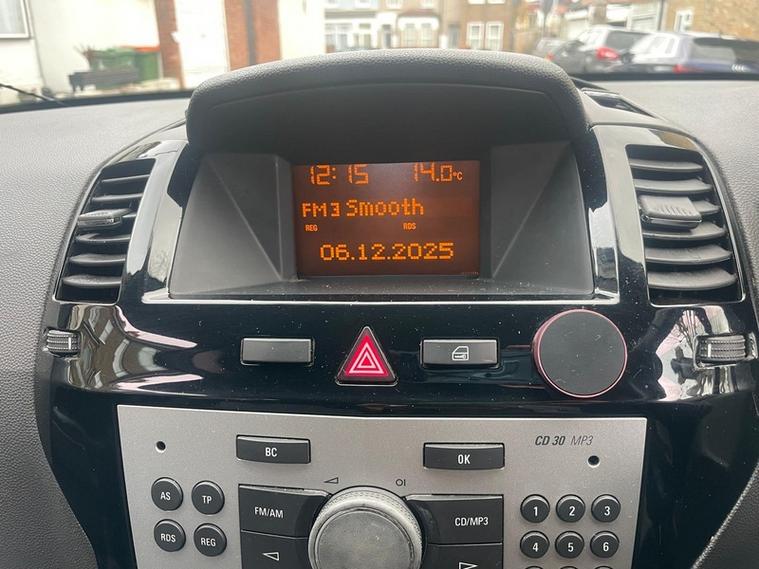 12:15 14.0°C
FM3 Smooth
REG RDS
06.12.2025
CD 30 MP3
BC OK
AS TP FM/AM CD/MP3 1 2 3
RDS REG 4 5 6